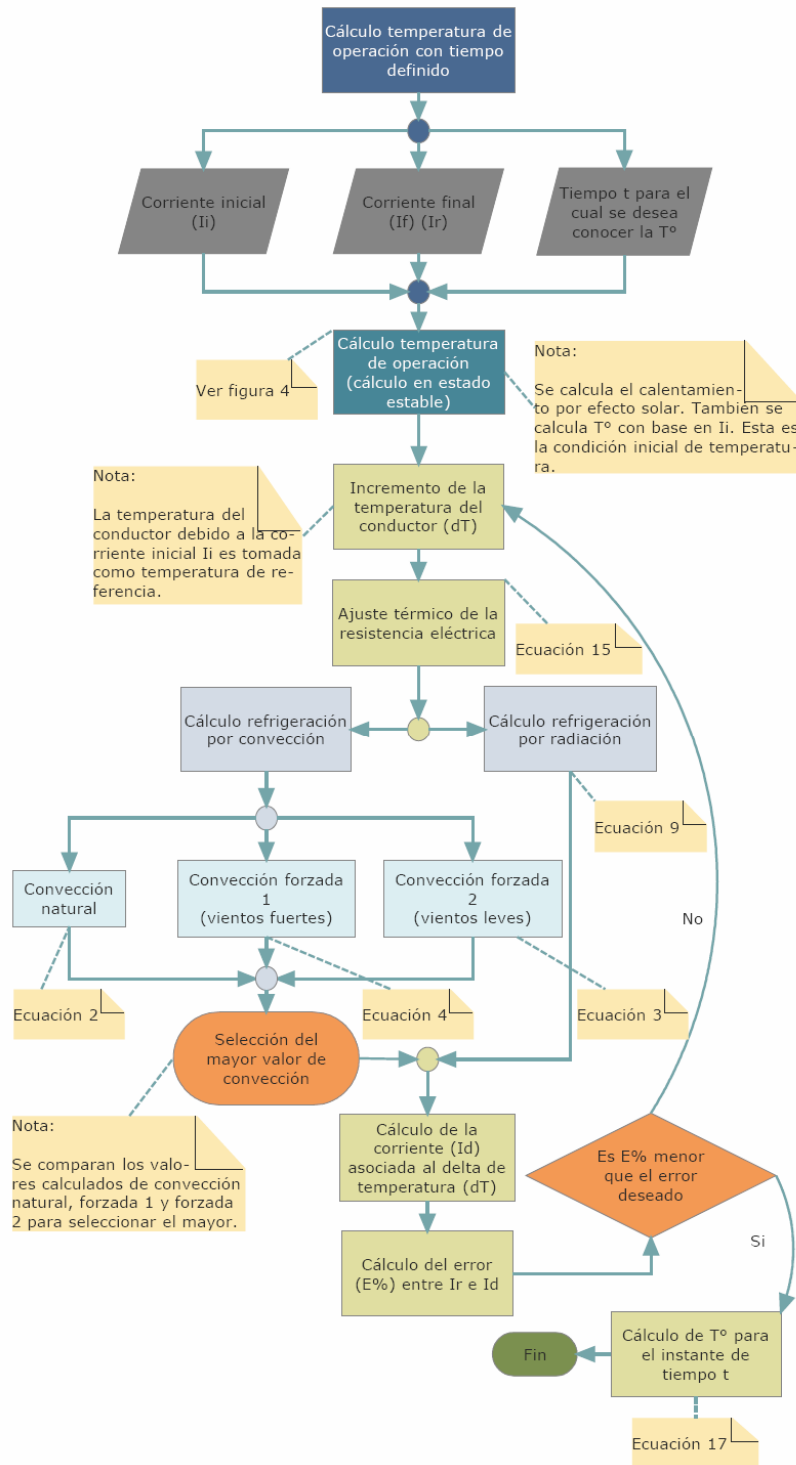 Cálculo temperatura de
operación con tiempo
definido
Corriente inicial
(Ii)
Corriente final
(If) (Ir)
Tiempo t para el
cual se desea
conocer la T°
Cálculo temperatura
de operación
(cálculo en estado
estable)
Ver figura 4
Nota:
Se calcula el calentamien-
to por efecto solar. También se
calcula T° con base en Ii. Esta es
la condición inicial de temperatu-
ra.
Nota:
La temperatura del
conductor debido a la co-
rriente inicial Ii es tomada
como temperatura de re-
ferencia.
Incremento de la
temperatura del
conductor (dT)
Ajuste térmico de la
resistencia eléctrica
Ecuación 15
Cálculo refrigeración
por convección
Cálculo refrigeración
por radiación
Ecuación 9
Convección
natural
Convección forzada
1
(vientos fuertes)
Convección forzada
2
(vientos leves)
No
Ecuación 2
Ecuación 4
Ecuación 3
Selección del
mayor valor de
convección
Nota:
Se comparan los valo-
res calculados de convección
natural, forzada 1 y forzada
2 para seleccionar el mayor.
Cálculo de la
corriente (Id)
asociada al delta de
temperatura (dT)
Es E% menor
que el error
deseado
Si
Cálculo del error
(E%) entre Ir e Id
Cálculo de T° para
el instante de
tiempo t
Fin
Ecuación 17